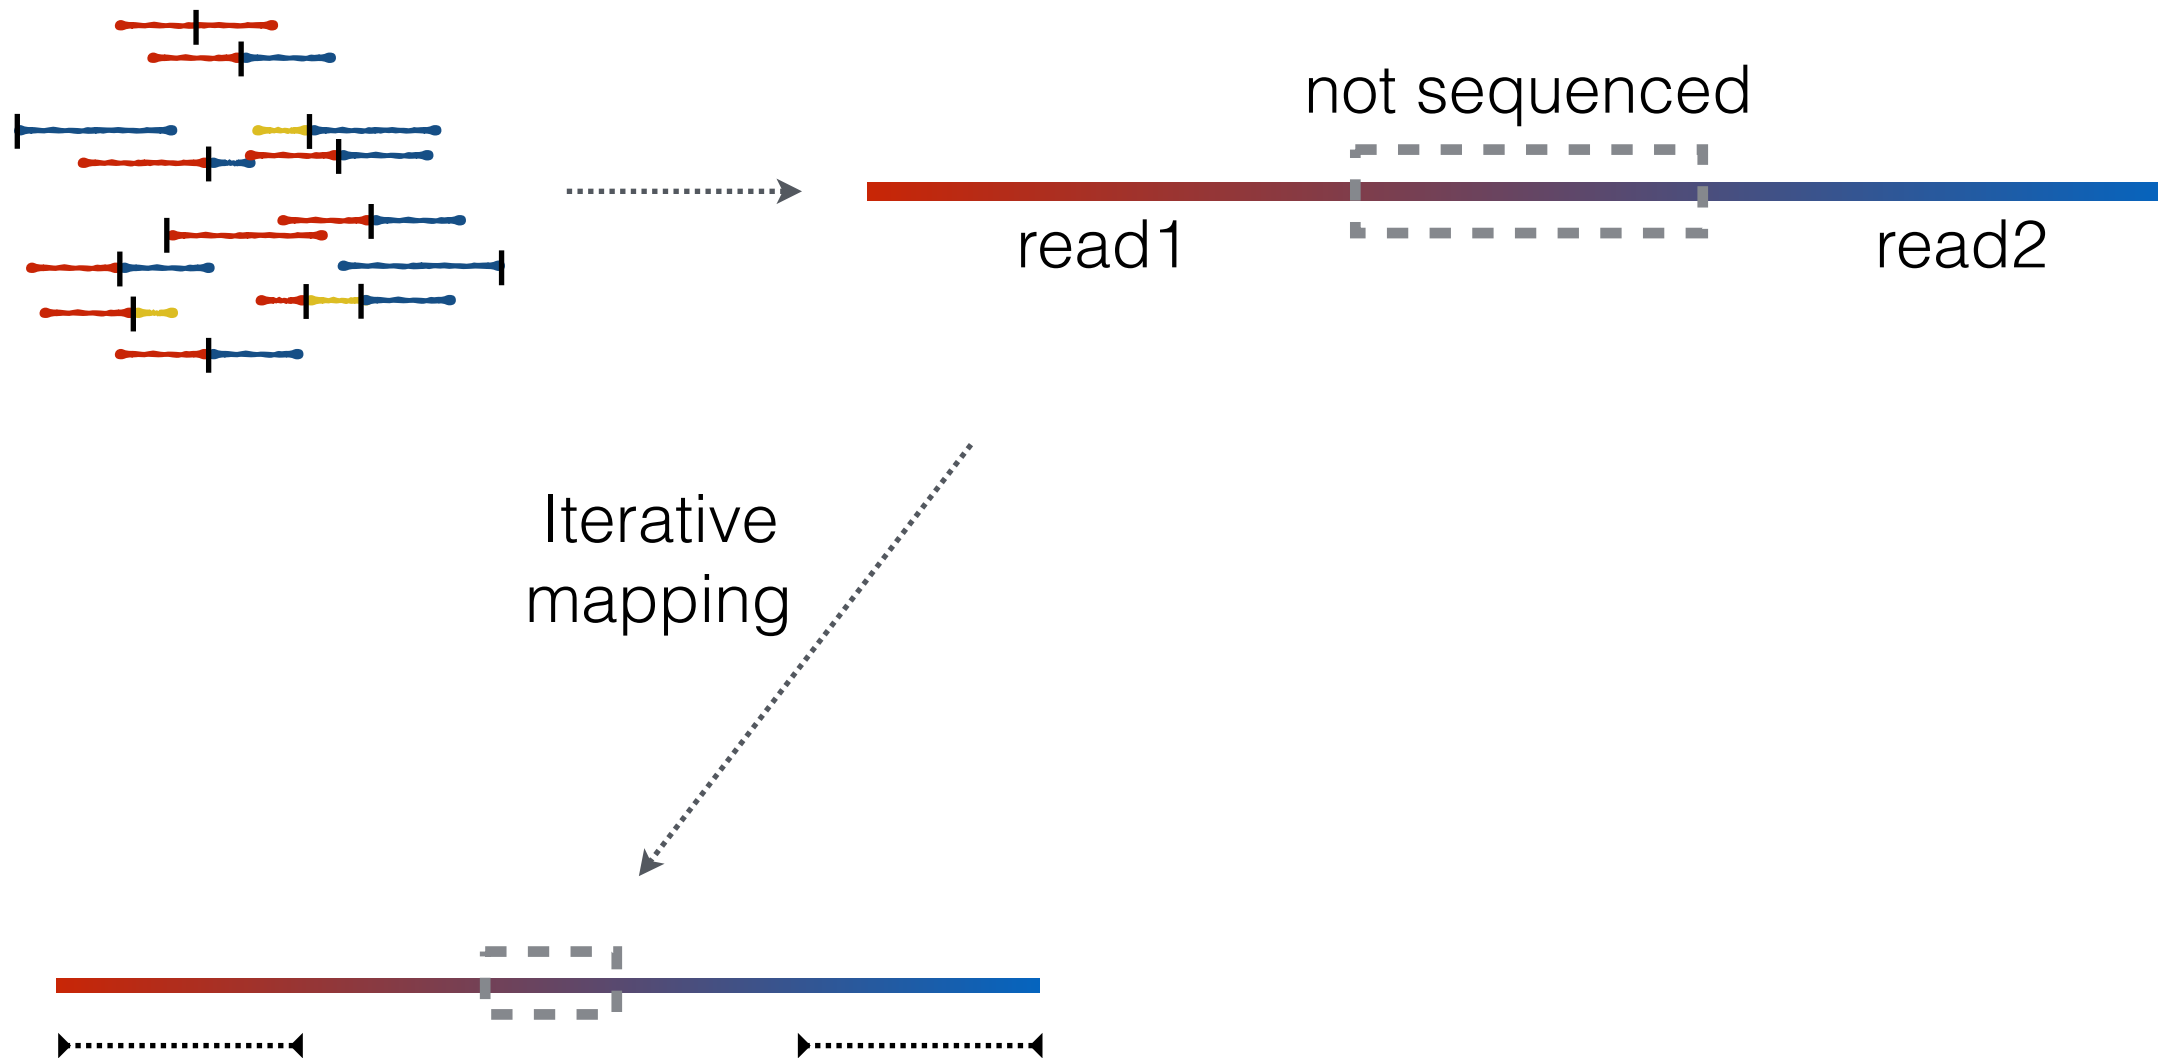 not sequenced
read1
read2
Iterative
mapping